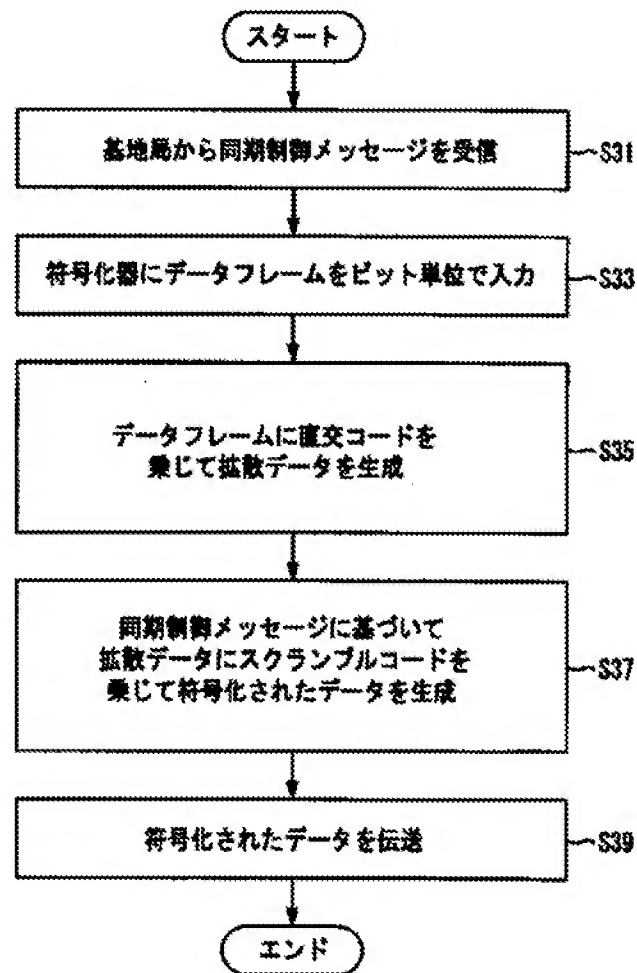 スタート
基地局から同期制御メッセージを受信
S31
符号化器にデータフレームをビット単位で入力
S33
データフレームに直交コードを
乗じて拡散データを生成
S35
同期制御メッセージに基づいて
拡散データにスクランブルコードを
乗じて符号化されたデータを生成
S37
符号化されたデータを伝送
S39
エンド